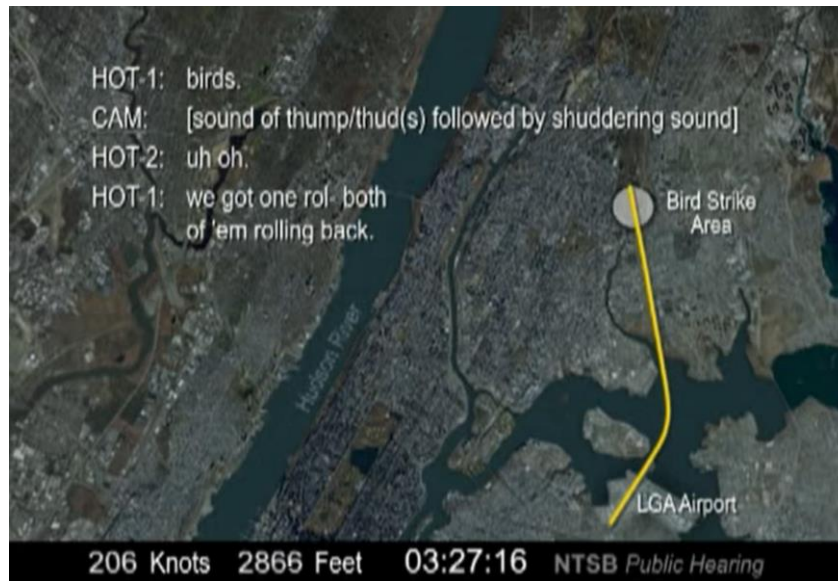 HOT-1: birds.
CAM: [sound of thump/thud(s) followed by shuddering sound]
HOT-2: uh oh.
HOT-1: we got one rol- both
of 'em rolling back.
Bird Strike
Area
Hudson River
LGA Airport
206 Knots 2866 Feet 03:27:16 NTSB Public Hearing